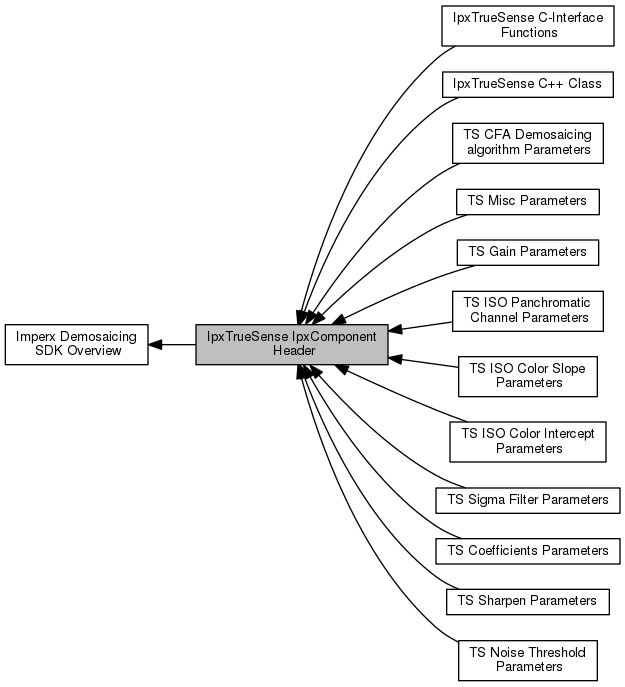 IpxTrueSense C-Interface
Functions
IpxTrueSense C++ Class
TS CFA Demosaicing
algorithm Parameters
TS Misc Parameters
TS Gain Parameters
TS ISO Panchromatic
Channel Parameters
Imperx Demosaicing
SDK Overview
IpxTrueSense IpxComponent
Header
TS ISO Color Slope
Parameters
TS ISO Color Intercept
Parameters
TS Sigma Filter Parameters
TS Coefficients Parameters
TS Sharpen Parameters
TS Noise Threshold
Parameters